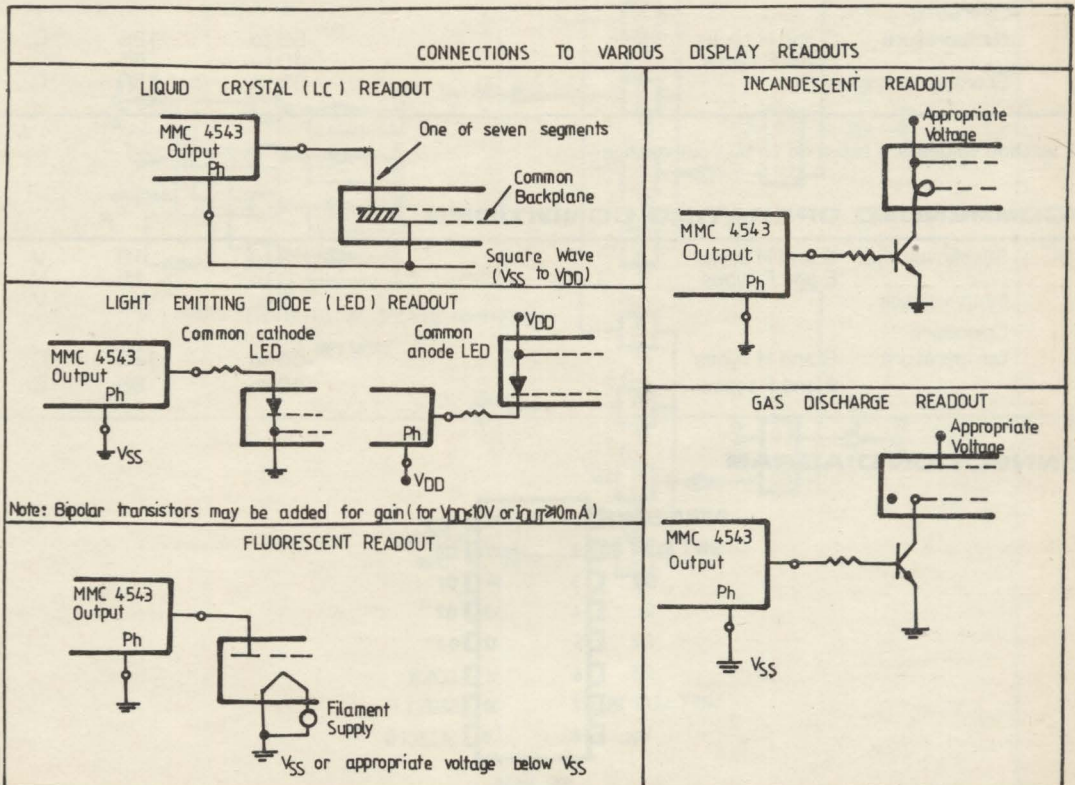 CONNECTIONS TO VARIOUS DISPLAY READOUTS
LIQUID CRYSTAL (LC) READOUT
MMC 4543
Output
Ph
One of seven segments
Common
Backplane
Square Wave
(VSS to VDD)
LIGHT EMITTING DIODE (LED) READOUT
Common cathode
LED
MMC 4543
Output
Ph
VSS
Common
anode LED
VDD
Ph
VDD
Note: Bipolar transistors may be added for gain (for VDD<10V or IOUT≥10mA)
FLUORESCENT READOUT
MMC 4543
Output
Ph
Filament
Supply
VSS or appropriate voltage below VSS
INCANDESCENT READOUT
Appropriate
Voltage
MMC 4543
Output
Ph
GAS DISCHARGE READOUT
Appropriate
Voltage
MMC 4543
Output
Ph
VSS